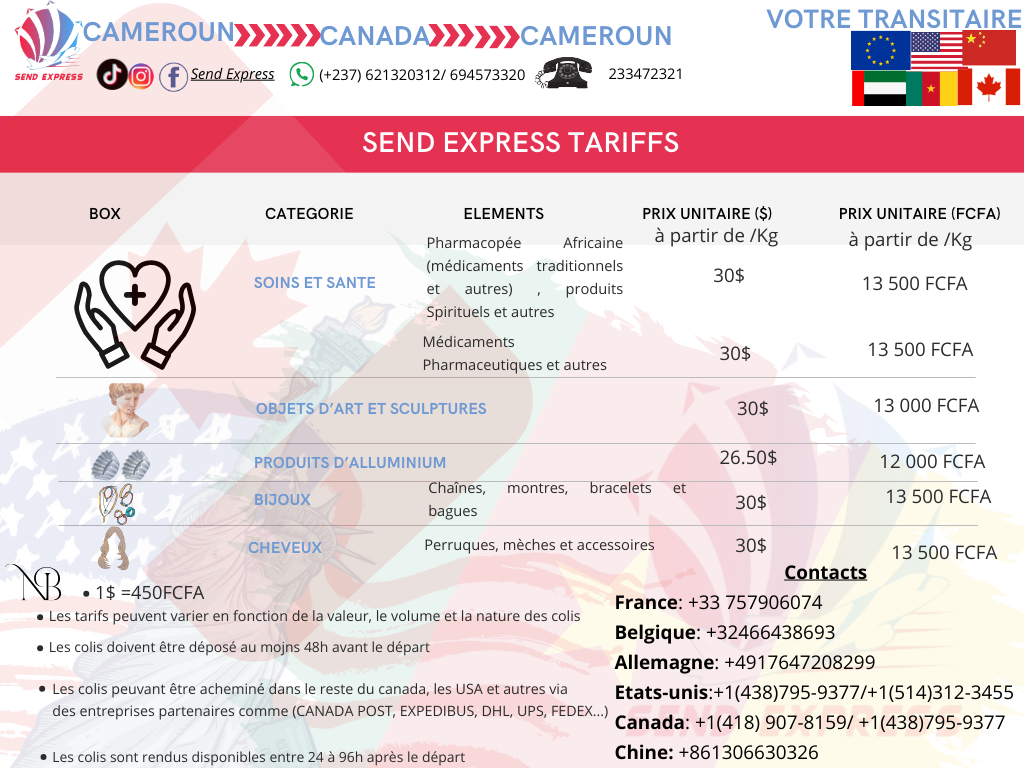 CAMEROUN CANADA CAMEROUN
VOTRE TRANSITAIRE
SEND EXPRESS
Send Express
(+237) 621320312/ 694573320
233472321
SEND EXPRESS TARIFFS
BOX CATEGORIE ELEMENTS PRIX UNITAIRE ($) PRIX UNITAIRE (FCFA)
à partir de /Kg à partir de /Kg
SOINS ET SANTE
Pharmacopée Africaine
(médicaments traditionnels
et autres) , produits
Spirituels et autres
30$ 13 500 FCFA
Médicaments
Pharmaceutiques et autres
30$ 13 500 FCFA
OBJETS D'ART ET SCULPTURES 30$ 13 000 FCFA
PRODUITS D'ALLUMINIUM 26.50$ 12 000 FCFA
BIJOUX
Chaînes, montres, bracelets et
bagues
30$ 13 500 FCFA
CHEVEUX Perruques, mèches et accessoires 30$ 13 500 FCFA
NB
• 1$ =450FCFA
• Les tarifs peuvent varier en fonction de la valeur, le volume et la nature des colis
• Les colis doivent être déposé au mojns 48h avant le départ
• Les colis peuvant être acheminé dans le reste du canada, les USA et autres via
des entreprises partenaires comme (CANADA POST, EXPEDIBUS, DHL, UPS, FEDEX...)
• Les colis sont rendus disponibles entre 24 à 96h après le départ
Contacts
France: +33 757906074
Belgique: +32466438693
Allemagne: +4917647208299
Etats-unis:+1(438)795-9377/+1(514)312-3455
Canada: +1(418) 907-8159/ +1(438)795-9377
Chine: +861306630326
SEND EXPRESS